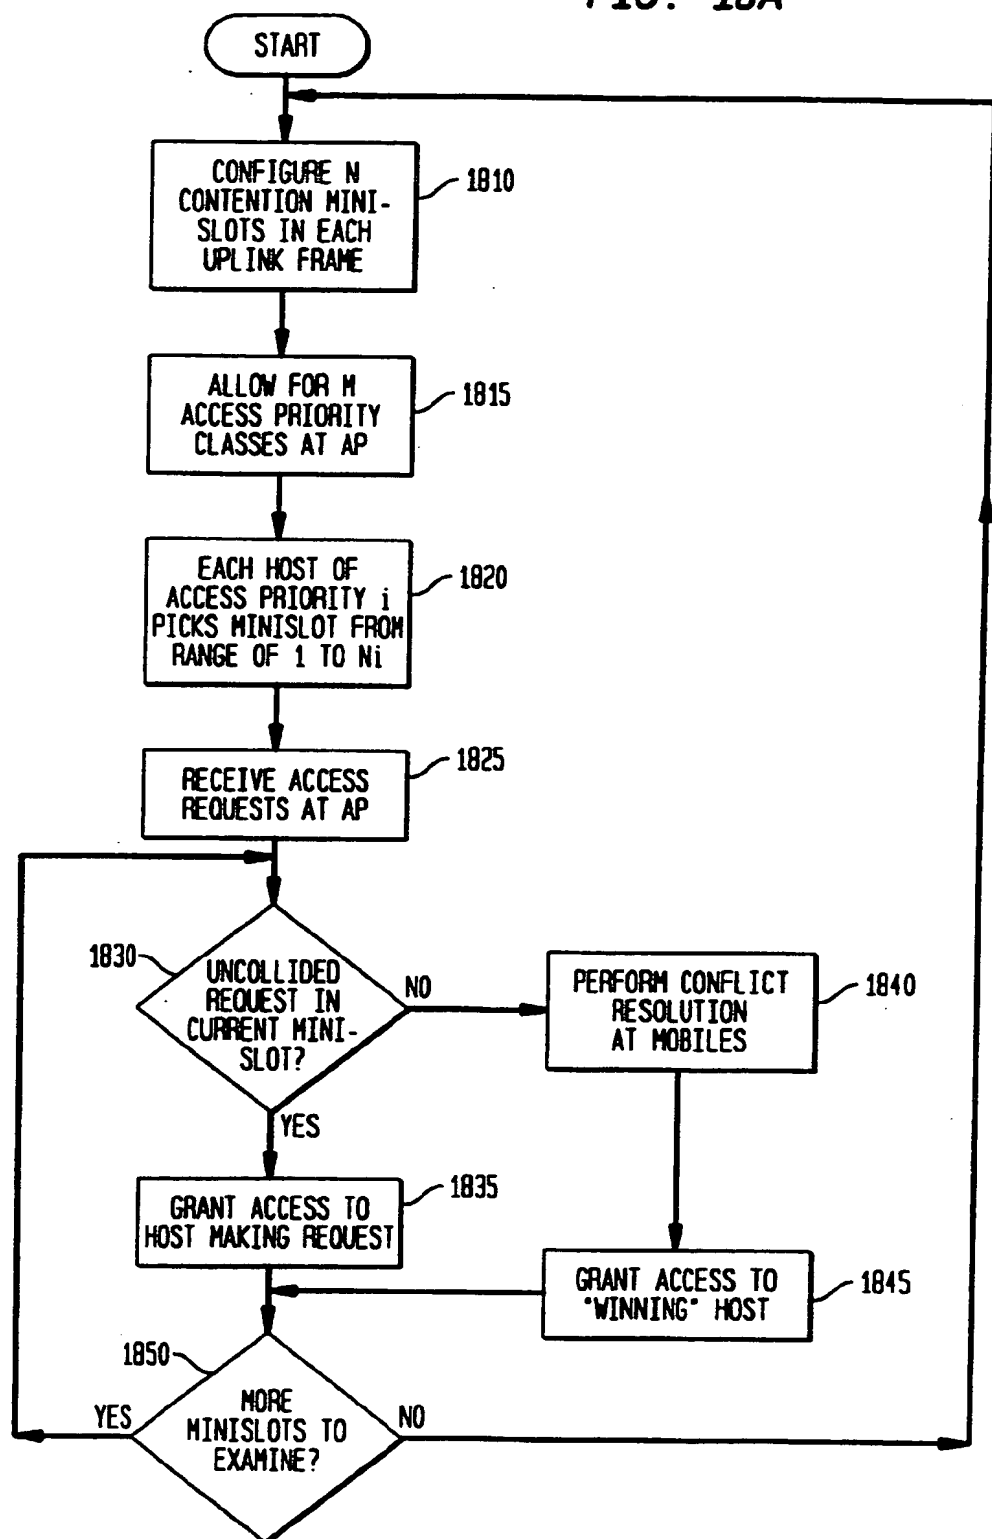 START
CONFIGURE N
CONTENTION MINI-
SLOTS IN EACH
UPLINK FRAME
1810
ALLOW FOR M
ACCESS PRIORITY
CLASSES AT AP
1815
EACH HOST OF
ACCESS PRIORITY i
PICKS MINISLOT FROM
RANGE OF 1 TO Ni
1820
RECEIVE ACCESS
REQUESTS AT AP
1825
1830
UNCOLLIDED
REQUEST IN
CURRENT MINI-
SLOT?
NO
PERFORM CONFLICT
RESOLUTION
AT MOBILES
1840
YES
GRANT ACCESS TO
HOST MAKING REQUEST
1835
GRANT ACCESS TO
"WINNING" HOST
1845
1850
MORE
MINISLOTS TO
EXAMINE?
YES
NO